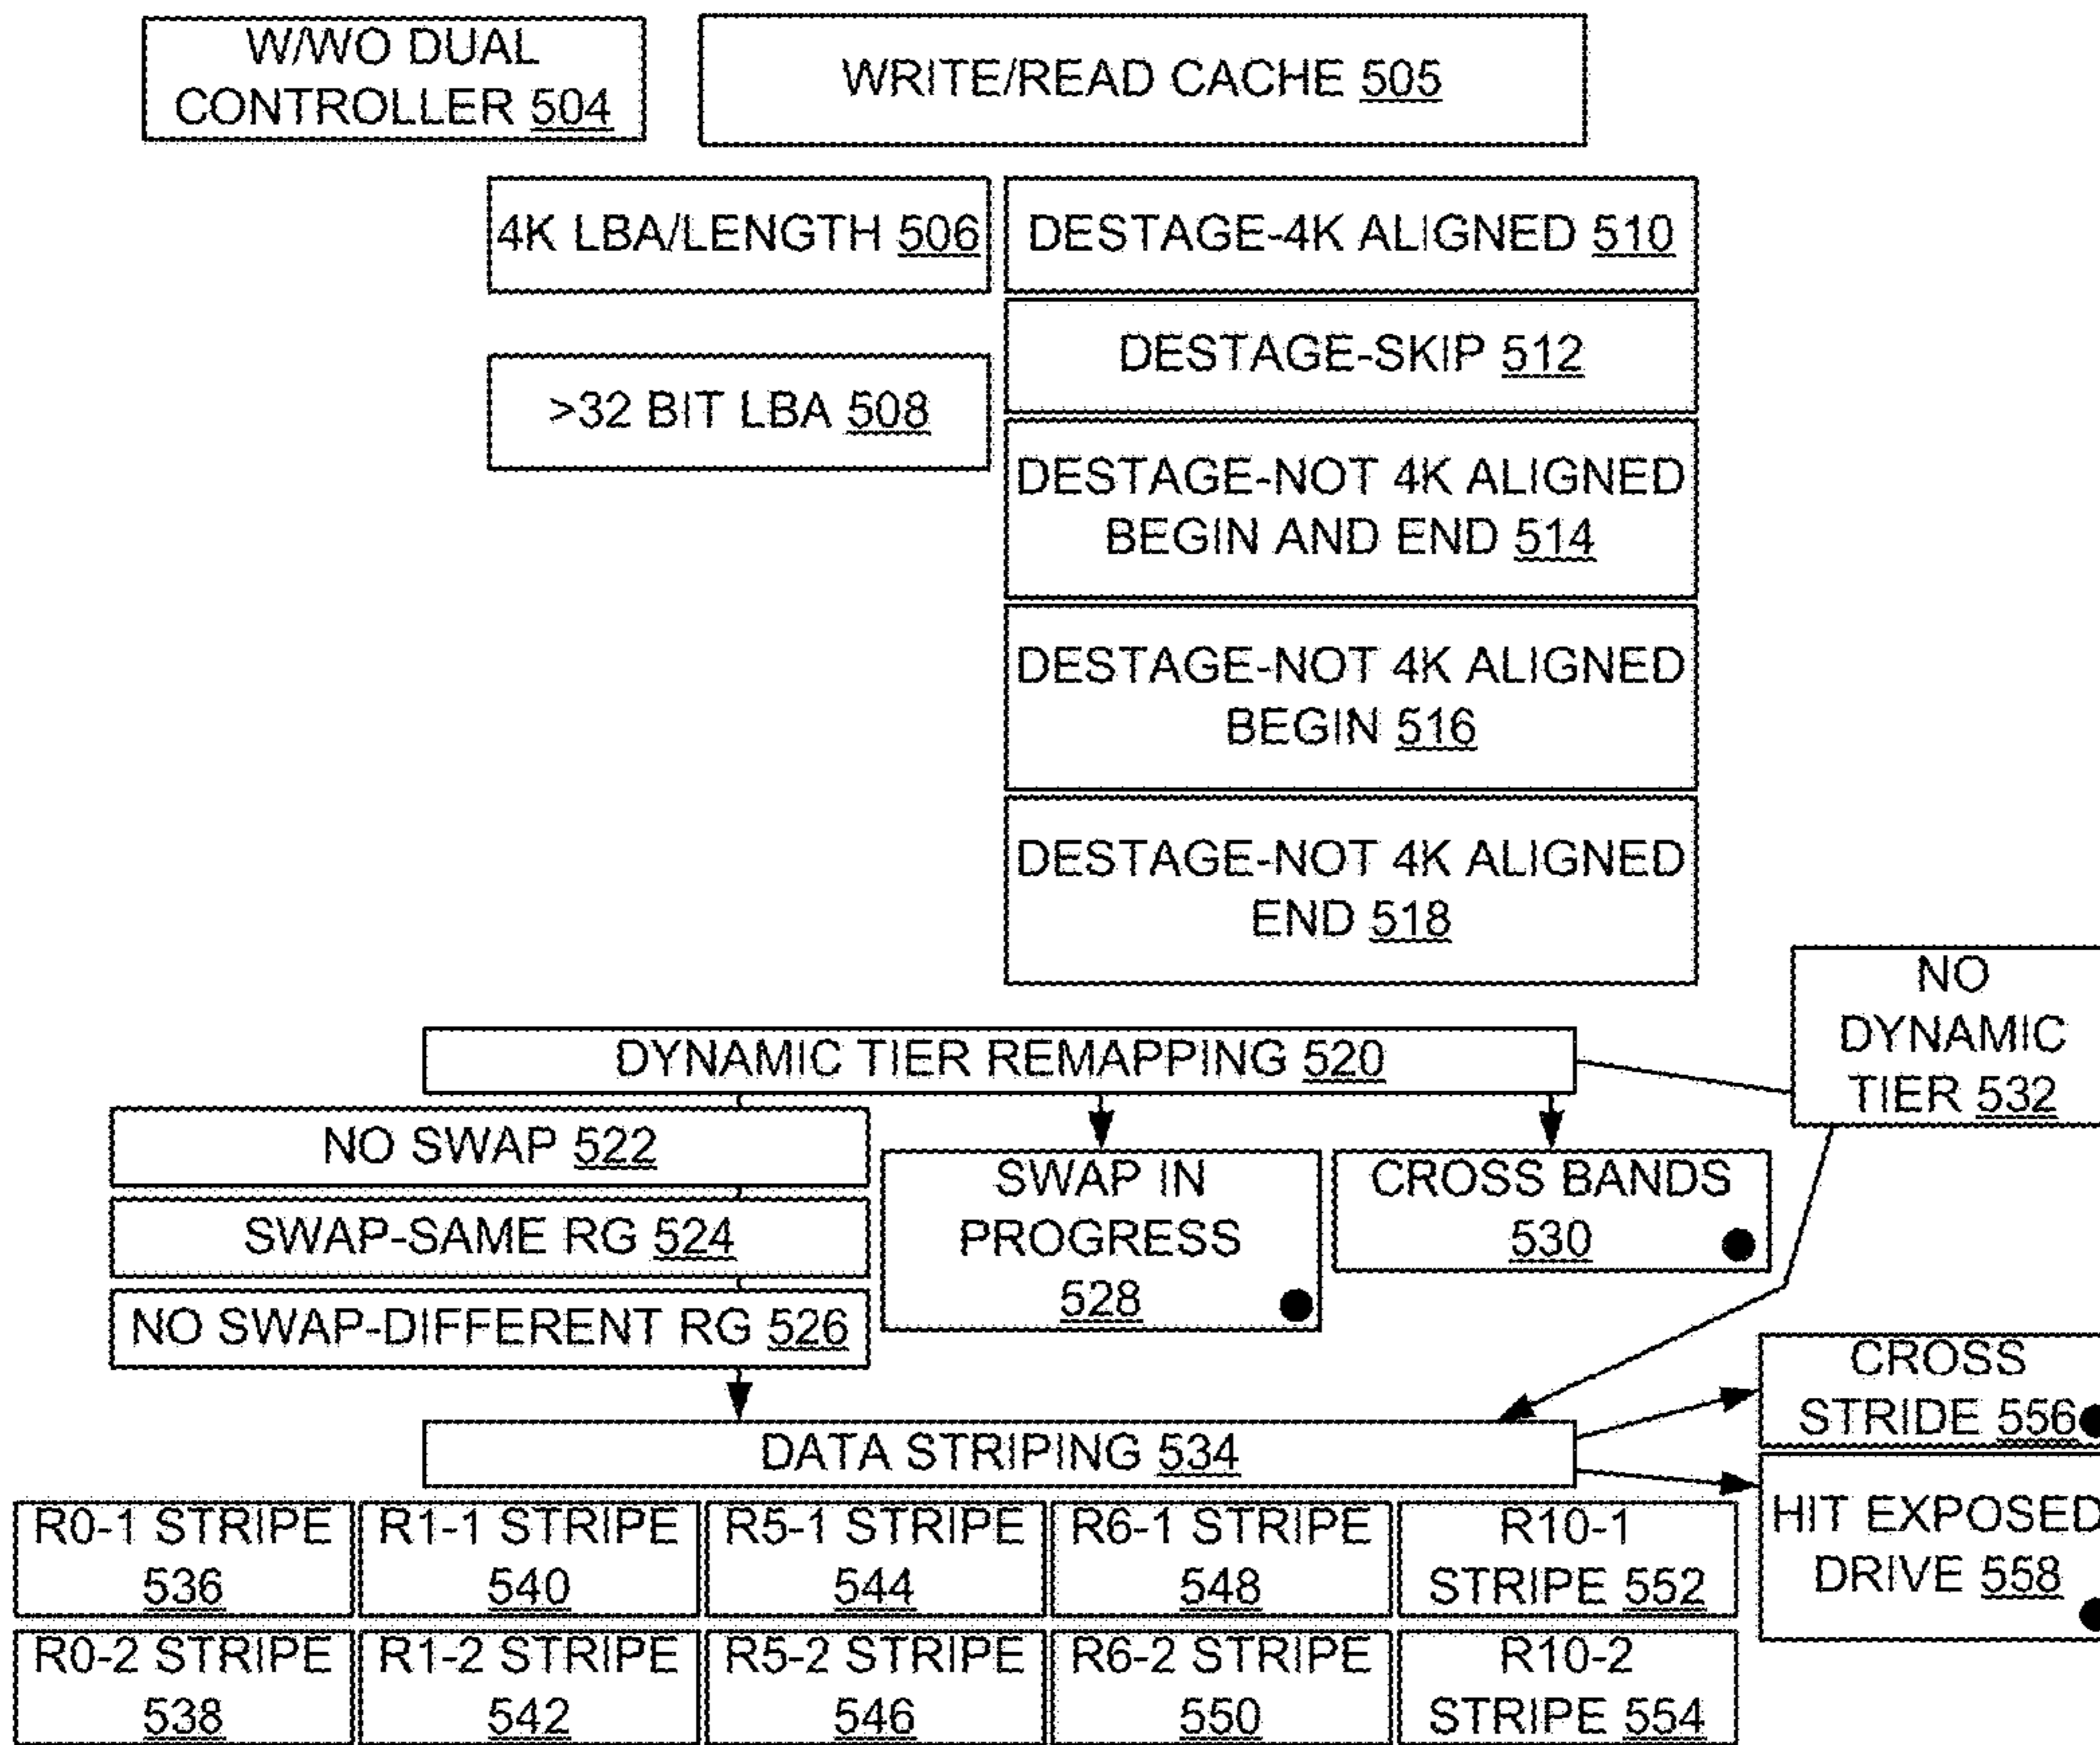 W/WO DUAL
CONTROLLER 504
WRITE/READ CACHE 505
4K LBA/LENGTH 506
DESTAGE-4K ALIGNED 510
DESTAGE-SKIP 512
>32 BIT LBA 508
DESTAGE-NOT 4K ALIGNED
BEGIN AND END 514
DESTAGE-NOT 4K ALIGNED
BEGIN 516
DESTAGE-NOT 4K ALIGNED
END 518
NO
DYNAMIC
TIER 532
DYNAMIC TIER REMAPPING 520
NO SWAP 522
SWAP-SAME RG 524
NO SWAP-DIFFERENT RG 526
SWAP IN
PROGRESS
528
CROSS BANDS
530
CROSS
STRIDE 556
DATA STRIPING 534
HIT EXPOSED
DRIVE 558
R0-1 STRIPE
536
R1-1 STRIPE
540
R5-1 STRIPE
544
R6-1 STRIPE
548
R10-1
STRIPE 552
R0-2 STRIPE
538
R1-2 STRIPE
542
R5-2 STRIPE
546
R6-2 STRIPE
550
R10-2
STRIPE 554